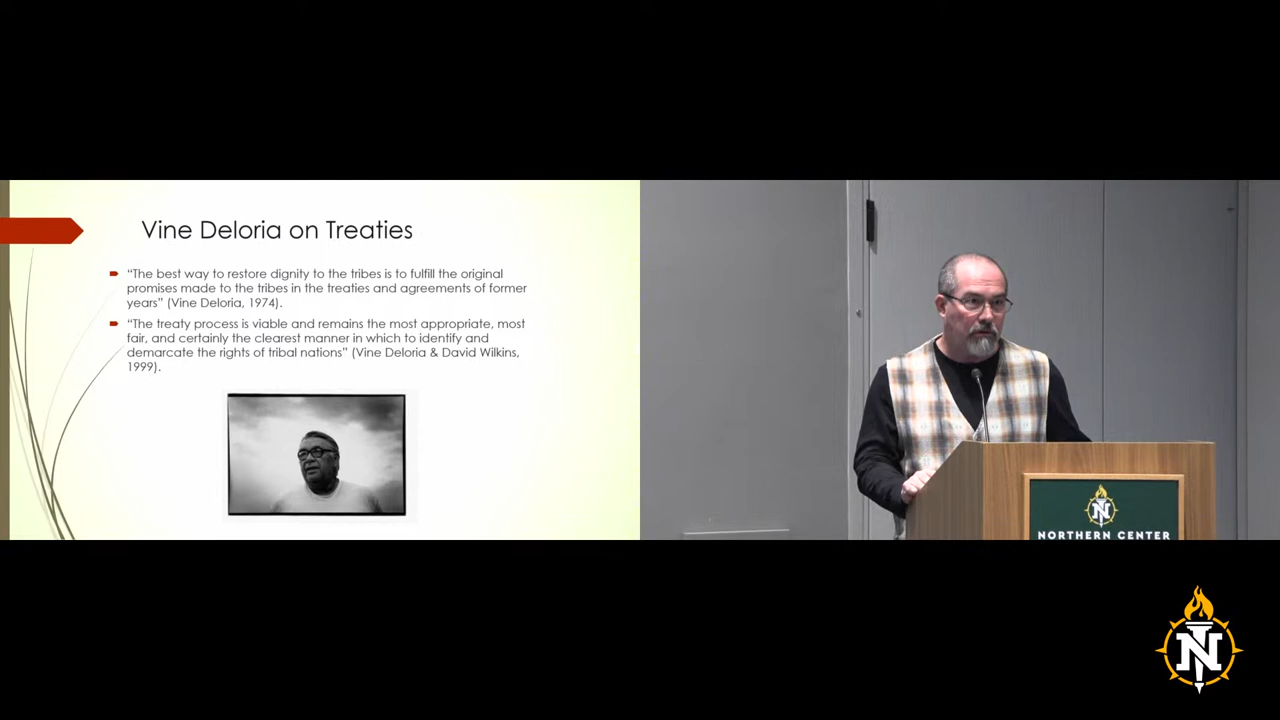 Vine Deloria on Treaties
“The best way to restore dignity to the tribes is to fulfill the original
promises made to the tribes in the treaties and agreements of former
years” (Vine Deloria, 1974).
“The treaty process is viable and remains the most appropriate, most
fair, and certainly the clearest manner in which to identify and
demarcate the rights of tribal nations” (Vine Deloria & David Wilkins,
1999).
N
NORTHERN CENTER
N